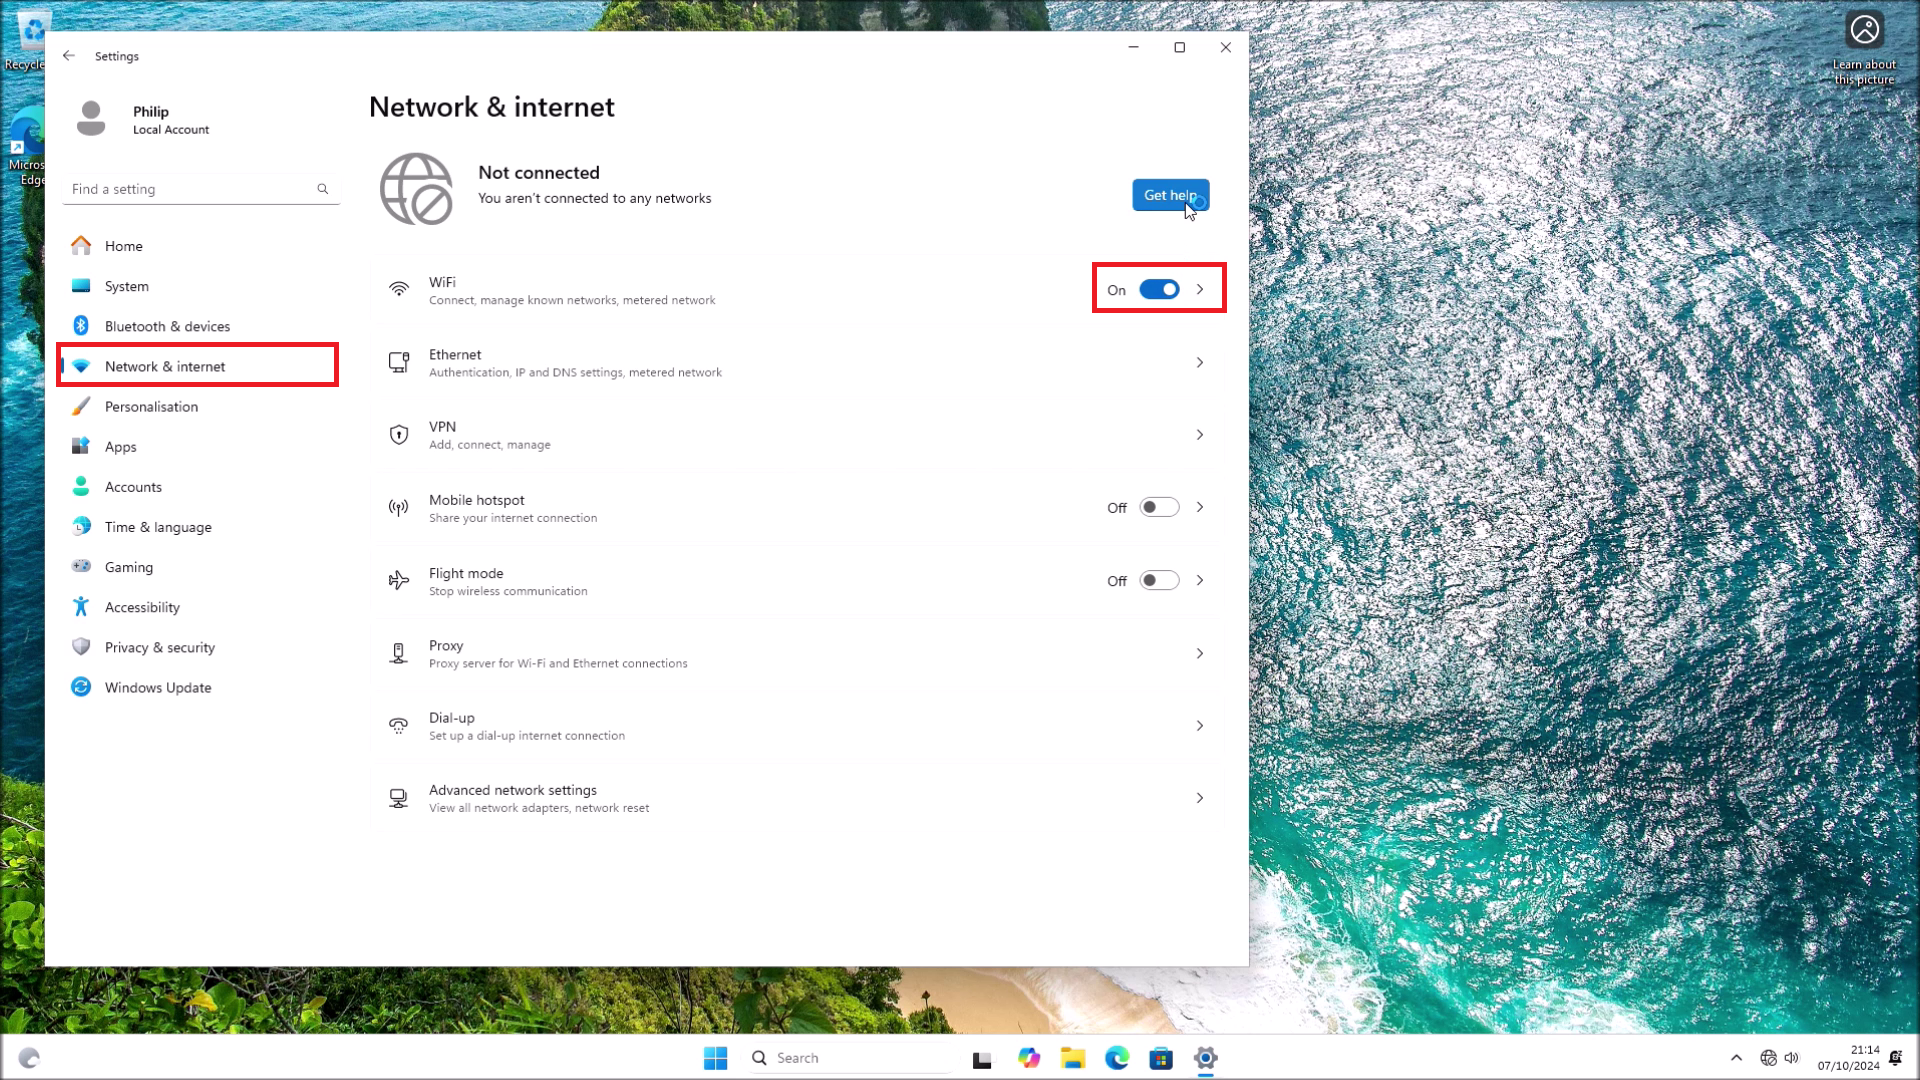 Recycle
Micros
Edge
Learn about
this picture
Settings
Philip
Local Account
Find a setting
Home
System
Bluetooth & devices
Network & internet
Personalisation
Apps
Accounts
Time & language
Gaming
Accessibility
Privacy & security
Windows Update
Network & internet
Not connected
You aren't connected to any networks
Get help
WiFi
Connect, manage known networks, metered network
On
Ethernet
Authentication, IP and DNS settings, metered network
VPN
Add, connect, manage
Mobile hotspot
Share your internet connection
Off
Flight mode
Stop wireless communication
Off
Proxy
Proxy server for Wi-Fi and Ethernet connections
Dial-up
Set up a dial-up internet connection
Advanced network settings
View all network adapters, network reset
Search
21:14
07/10/2024